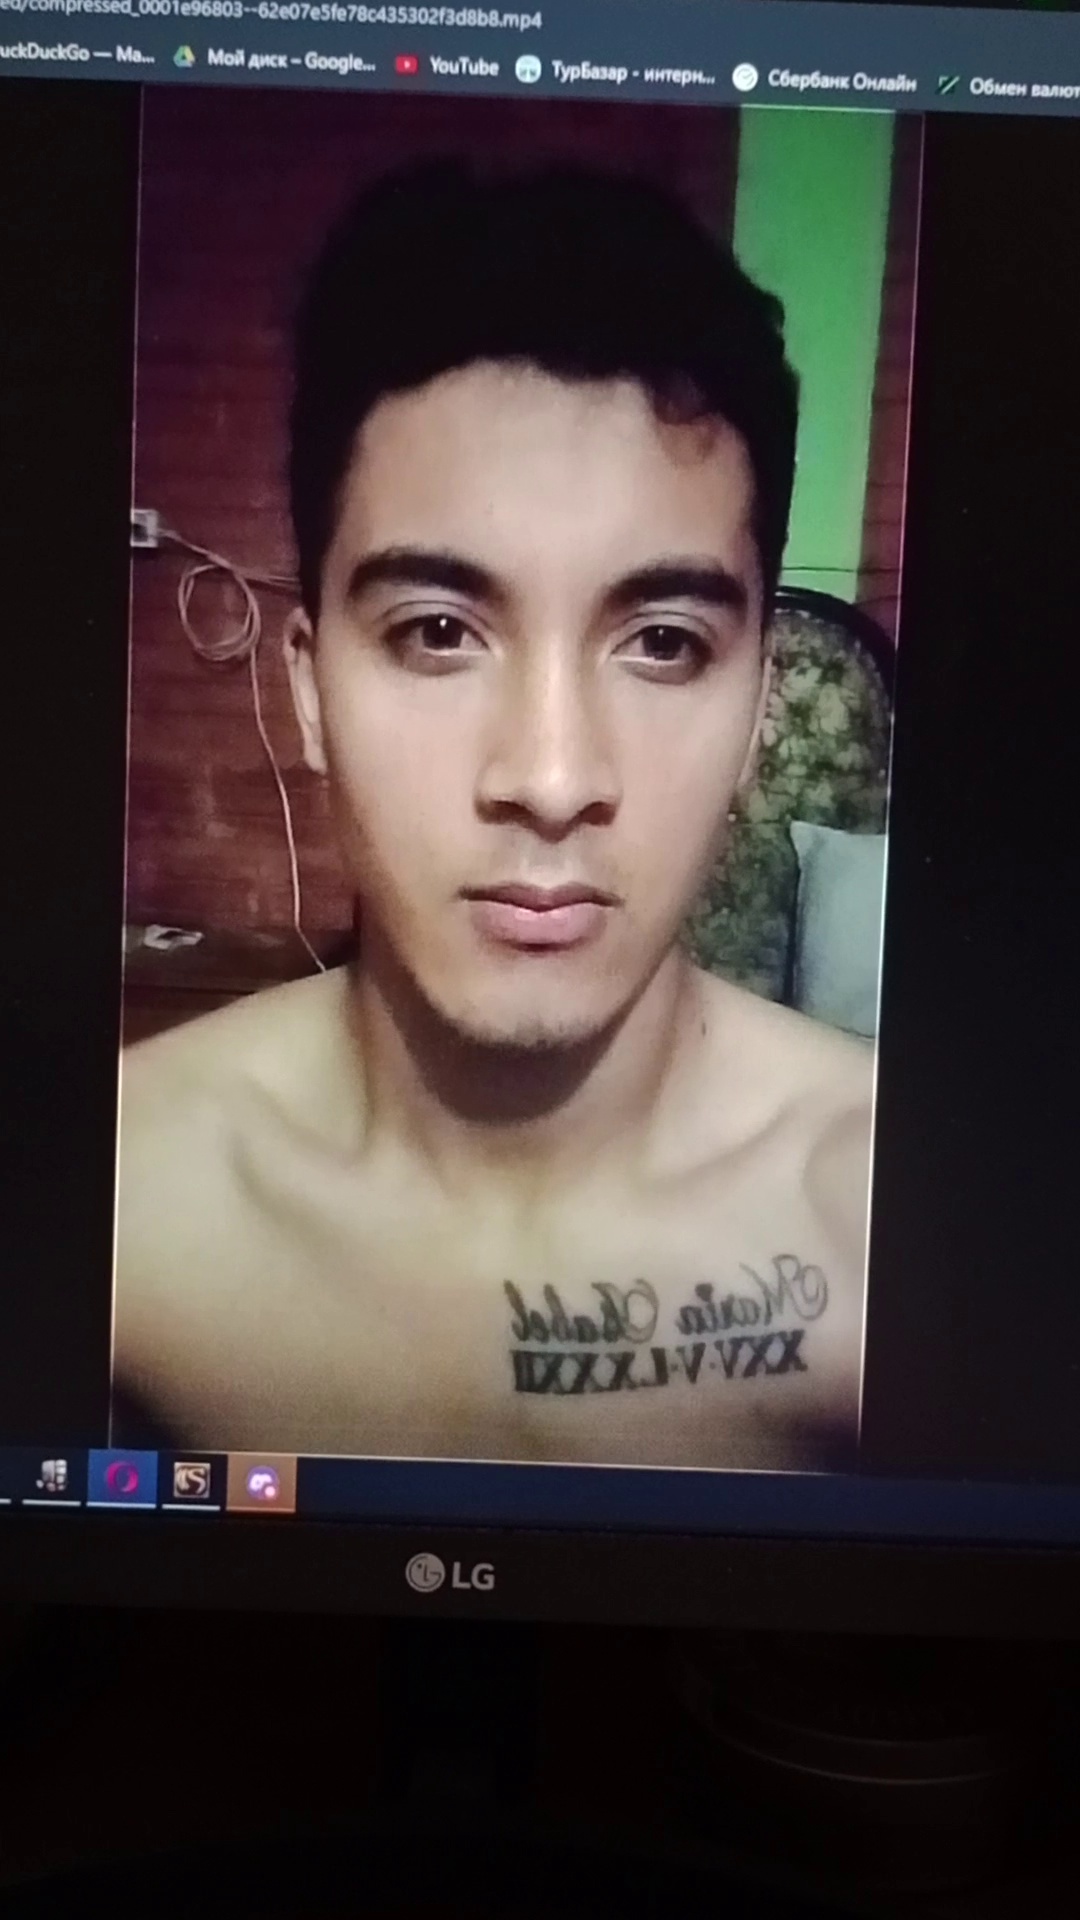 ed/compressed_0001e96803--62e07e5fe78c435302f3d8b8.mp4
uckDuckGo — Ma... Мой диск – Google... YouTube ТурБазар - интерн... Сбербанк Онлайн Обмен валют
Maria Isabel
XXV·V·LXXXII
LG